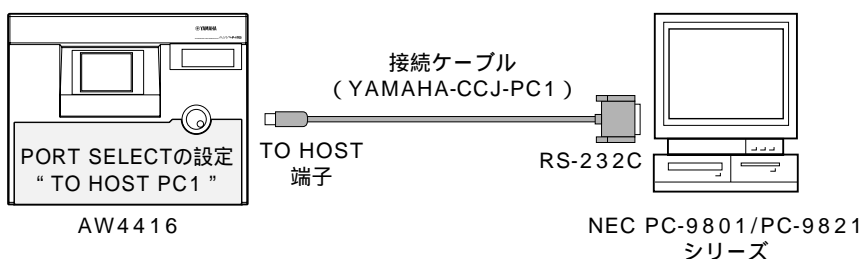 YAMAHA
接続ケーブル
(YAMAHA-CCJ-PC1)
PORT SELECTの設定
“TO HOST PC1”
TO HOST
端子
RS-232C
AW4416
NEC PC-9801/PC-9821
シリーズ